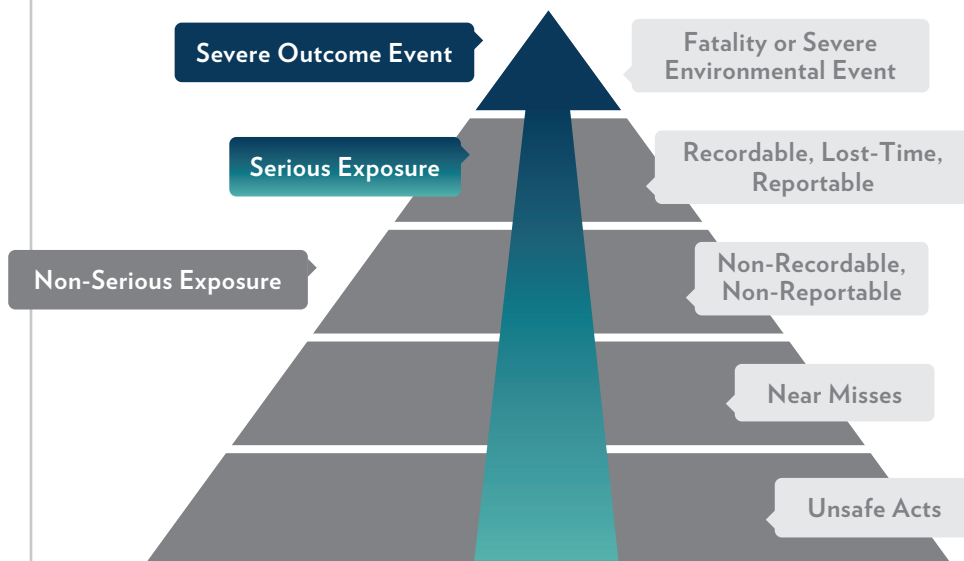 Severe Outcome Event
Fatality or Severe
Environmental Event
Serious Exposure
Recordable, Lost-Time,
Reportable
Non-Serious Exposure
Non-Recordable,
Non-Reportable
Near Misses
Unsafe Acts